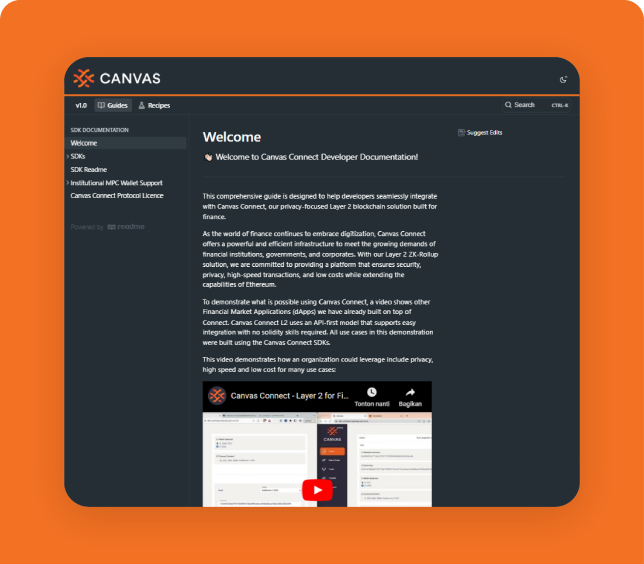 CANVAS
v1.0 Guides Recipes Search CTRL-K
SDK DOCUMENTATION
Welcome
SDKs
SDK Readme
Institutional MPC Wallet Support
Canvas Connect Protocol Licence
Powered by readme
Welcome
Suggest Edits
👋🏻 Welcome to Canvas Connect Developer Documentation!
This comprehensive guide is designed to help developers seamlessly integrate
with Canvas Connect, our privacy-focused Layer 2 blockchain solution built for
finance.
As the world of finance continues to embrace digitization, Canvas Connect
offers a powerful and efficient infrastructure to meet the growing demands of
financial institutions, governments, and corporates. With our Layer 2 ZK-Rollup
solution, we are committed to providing a platform that ensures security,
privacy, high-speed transactions, and low costs while extending the
capabilities of Ethereum.
To demonstrate what is possible using Canvas Connect, a video shows other
Financial Market Applications (dApps) we have already built on top of
Connect. Canvas Connect L2 uses an API-first model that supports easy
integration with no solidity skills required. All use cases in this demonstration
were built using the Canvas Connect SDKs.
This video demonstrates how an organization could leverage include privacy,
high speed and low cost for many use cases:
Canvas Connect - Layer 2 for Fi...
Tonton nanti Bagikan
CANVAS